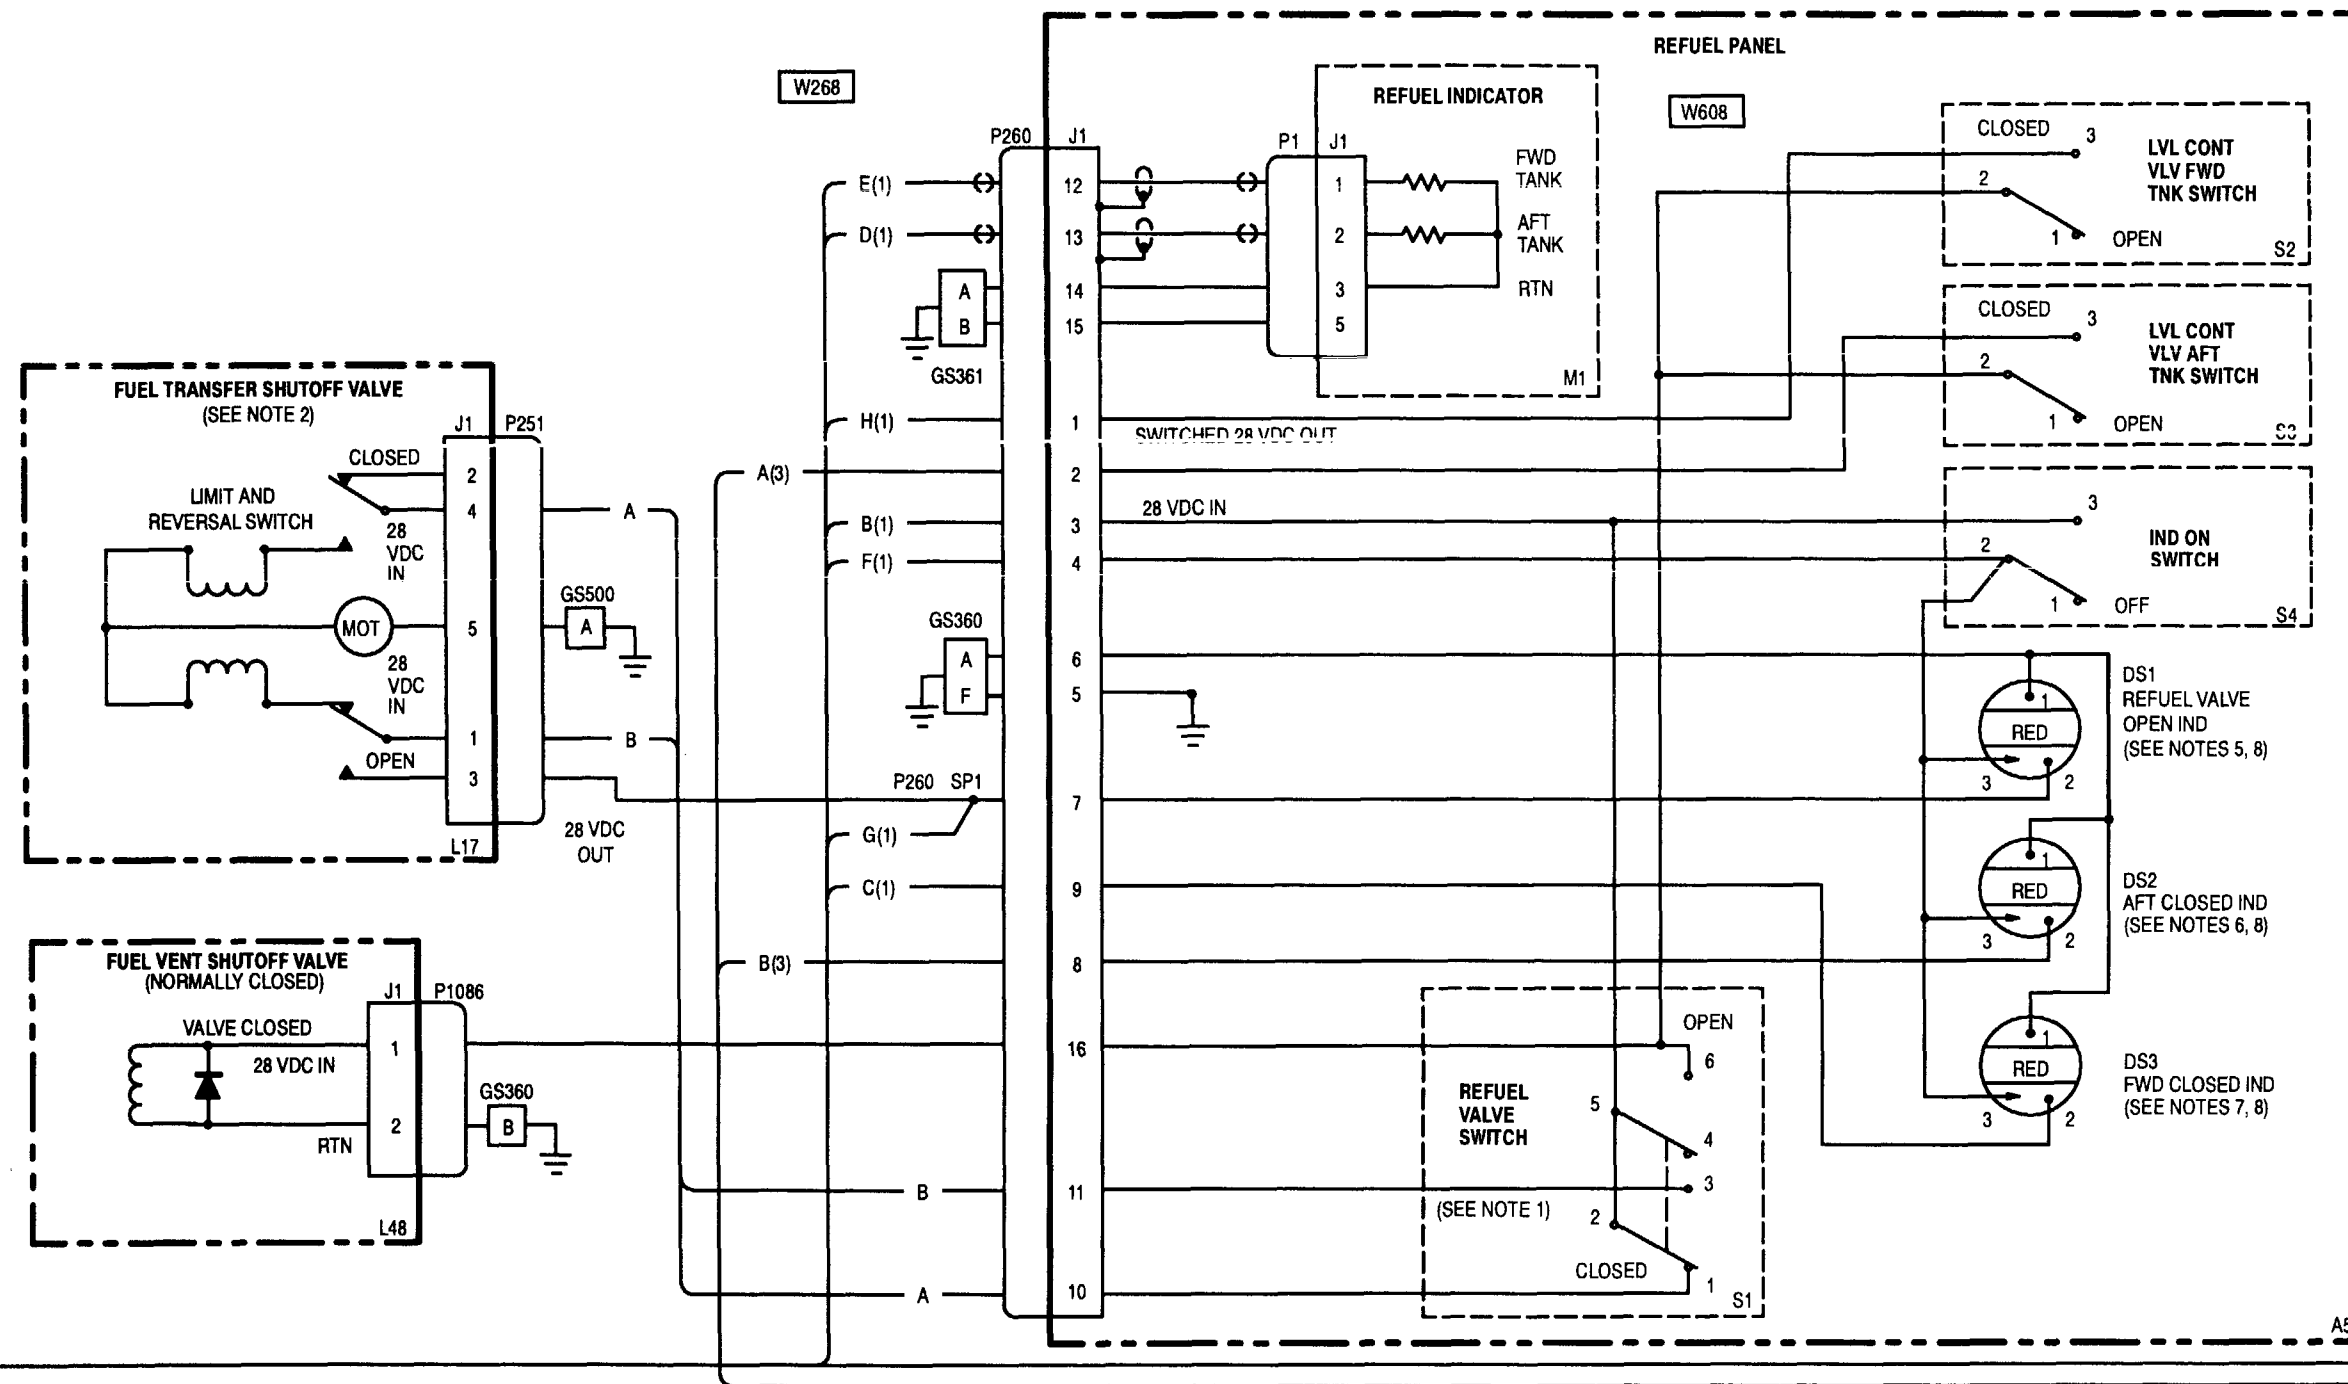 REFUEL PANEL
W268
REFUEL INDICATOR
W608
P260
J1
P1
J1
E(1)
12
1
FWD
TANK
D(1)
13
2
AFT
TANK
A
14
3
RTN
B
15
5
GS361
M1
CLOSED
3
2
1
OPEN
LVL CONT
VLV FWD
TNK SWITCH
S2
CLOSED
3
2
1
OPEN
LVL CONT
VLV AFT
TNK SWITCH
S3
H(1)
1
SWITCHED 28 VDC OUT
A(3)
2
B(1)
3
28 VDC IN
F(1)
4
3
2
1
OFF
IND ON
SWITCH
S4
GS360
A
6
F
5
P260
SP1
7
G(1)
C(1)
9
B(3)
8
16
B
11
A
10
1
RED
3
2
DS1
REFUEL VALVE
OPEN IND
(SEE NOTES 5, 8)
1
RED
3
2
DS2
AFT CLOSED IND
(SEE NOTES 6, 8)
1
RED
3
2
DS3
FWD CLOSED IND
(SEE NOTES 7, 8)
OPEN
6
REFUEL
VALVE
SWITCH
5
4
3
(SEE NOTE 1)
2
CLOSED
1
S1
FUEL TRANSFER SHUTOFF VALVE
(SEE NOTE 2)
J1
P251
CLOSED
2
LIMIT AND
REVERSAL SWITCH
4
A
28
VDC
IN
GS500
MOT
5
A
28
VDC
IN
1
B
OPEN
3
L17
28 VDC
OUT
FUEL VENT SHUTOFF VALVE
(NORMALLY CLOSED)
J1
P1086
VALVE CLOSED
1
28 VDC IN
GS360
2
B
RTN
L48